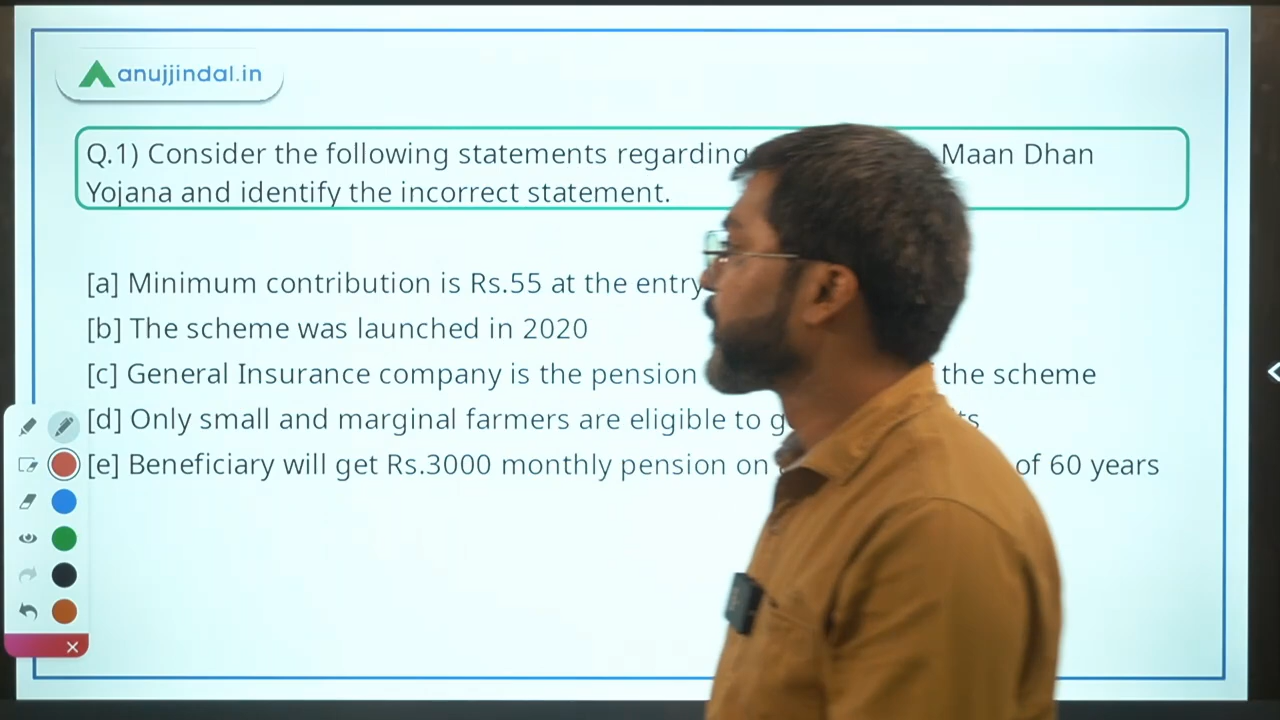 anujjindal.in
Q.1) Consider the following statements regarding Maan Dhan
Yojana and identify the incorrect statement.
[a] Minimum contribution is Rs.55 at the entry
[b] The scheme was launched in 2020
[c] General Insurance company is the pension the scheme
[d] Only small and marginal farmers are eligible to
[e] Beneficiary will get Rs.3000 monthly pension on of 60 years